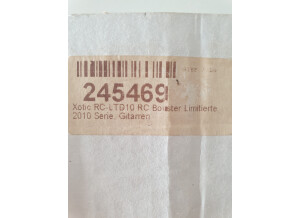 245469
Xotic RC-LTD10 RC Booster Limitierte
2010 Serie, Gitarren